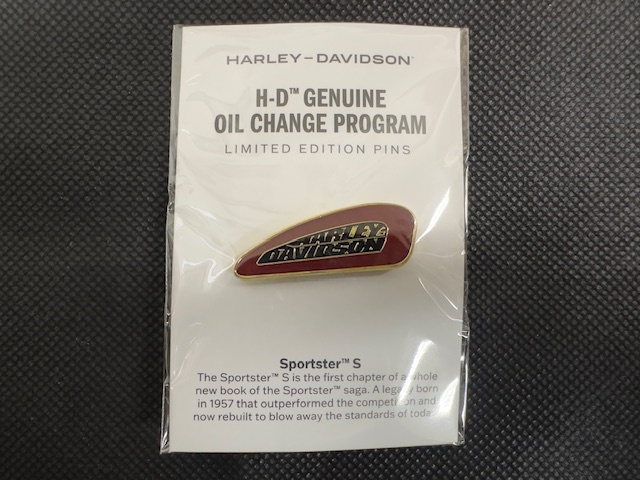 HARLEY–DAVIDSON®
H-D™ GENUINE
OIL CHANGE PROGRAM
LIMITED EDITION PINS
HARLEY-
DAVIDSON
Sportster™ S
The Sportster™ S is the first chapter of a whole
new book of the Sportster™ saga. A legacy born
in 1957 that outperformed the competition and
now rebuilt to blow away the standards of today.